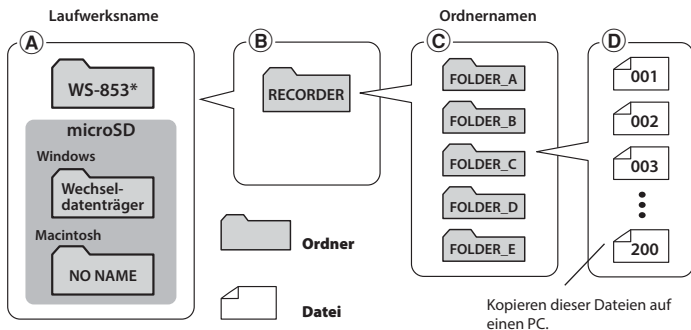 Laufwerksname
Ordnernamen
A
B
C
D
WS-853*
microSD
Windows
Wechsel-
datenträger
Macintosh
NO NAME
RECORDER
FOLDER_A
FOLDER_B
FOLDER_C
FOLDER_D
FOLDER_E
001
002
003
200
Ordner
Datei
Kopieren dieser Dateien auf
einen PC.